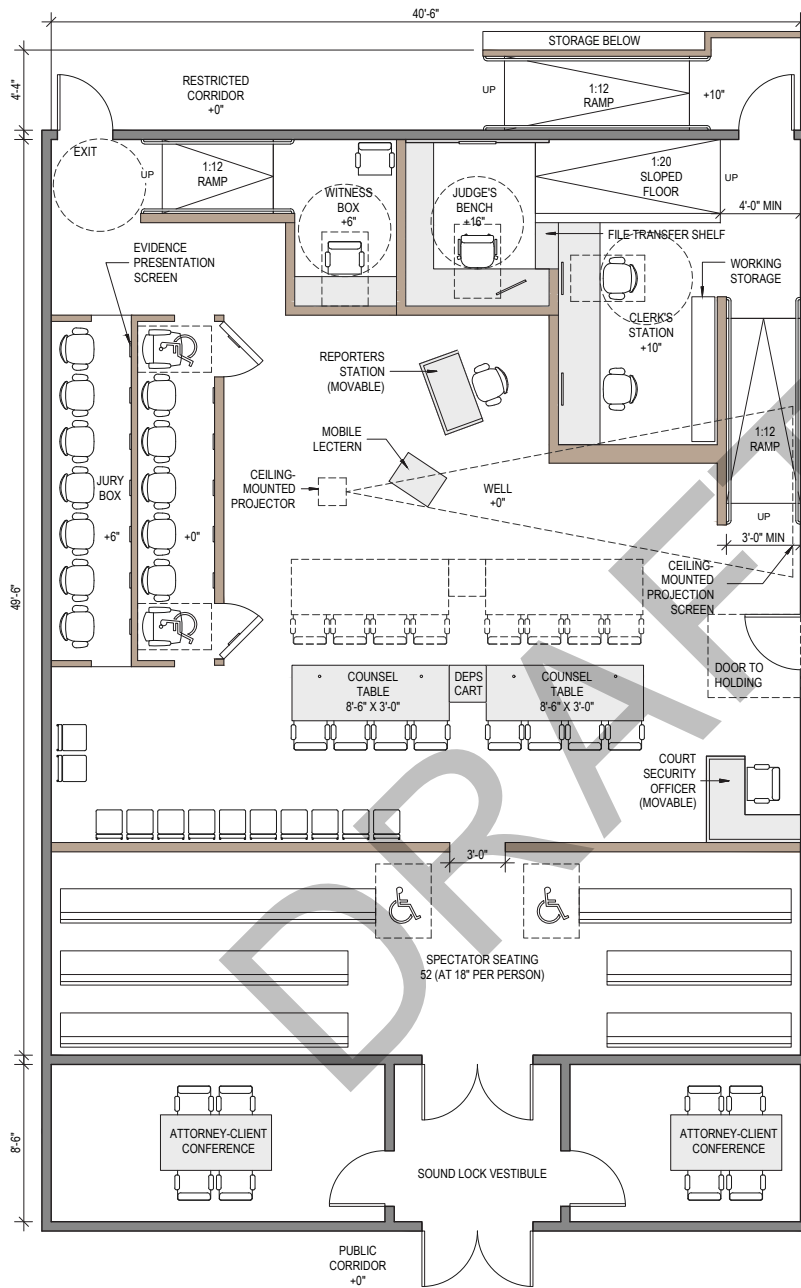 40'-6"
STORAGE BELOW
4'-4"
RESTRICTED
CORRIDOR
+0"
UP
1:12
RAMP
+10"
EXIT
UP
1:12
RAMP
WITNESS
BOX
+6"
JUDGE'S
BENCH
+16"
1:20
SLOPED
FLOOR
UP
4'-0" MIN
FILE TRANSFER SHELF
EVIDENCE
PRESENTATION
SCREEN
WORKING
STORAGE
CLERK'S
STATION
+10"
REPORTERS
STATION
(MOVABLE)
MOBILE
LECTERN
1:12
RAMP
CEILING-
MOUNTED
PROJECTOR
WELL
+0"
JURY
BOX
+6"
+0"
UP
3'-0" MIN
CEILING-
MOUNTED
PROJECTION
SCREEN
49'-6"
DOOR TO
HOLDING
COUNSEL
TABLE
8'-6" X 3'-0"
DEPS
CART
COUNSEL
TABLE
8'-6" X 3'-0"
COURT
SECURITY
OFFICER
(MOVABLE)
3'-0"
SPECTATOR SEATING
52 (AT 18" PER PERSON)
8'-6"
ATTORNEY-CLIENT
CONFERENCE
SOUND LOCK VESTIBULE
ATTORNEY-CLIENT
CONFERENCE
PUBLIC
CORRIDOR
+0"
DRAFT